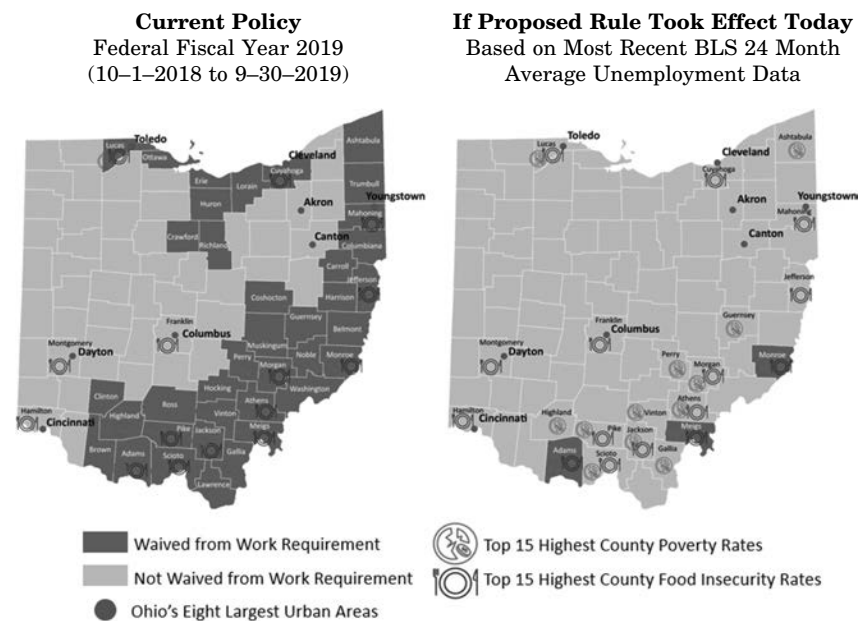 Current Policy
Federal Fiscal Year 2019
(10–1–2018 to 9–30–2019)
Lucas
Toledo
Ottawa
Cleveland
Cuyahoga
Ashtabula
Erie
Lorain
Trumbull
Huron
Akron
Youngstown
Mahoning
Crawford
Richland
Canton
Columbiana
Carroll
Jefferson
Coshocton
Harrison
Franklin
Columbus
Guernsey
Belmont
Montgomery
Dayton
Muskingum
Perry
Noble
Monroe
Morgan
Washington
Clinton
Hocking
Ross
Athens
Hamilton
Cincinnati
Highland
Vinton
Pike
Jackson
Meigs
Brown
Adams
Scioto
Gallia
Lawrence
If Proposed Rule Took Effect Today
Based on Most Recent BLS 24 Month
Average Unemployment Data
Toledo
Lucas
Cleveland
Cuyahoga
Ashtabula
Akron
Youngstown
Mahoning
Canton
Jefferson
Guernsey
Franklin
Columbus
Montgomery
Dayton
Perry
Morgan
Monroe
Athens
Hamilton
Cincinnati
Highland
Pike
Vinton
Jackson
Meigs
Adams
Scioto
Gallia
Waived from Work Requirement
Not Waived from Work Requirement
Ohio's Eight Largest Urban Areas
Top 15 Highest County Poverty Rates
Top 15 Highest County Food Insecurity Rates